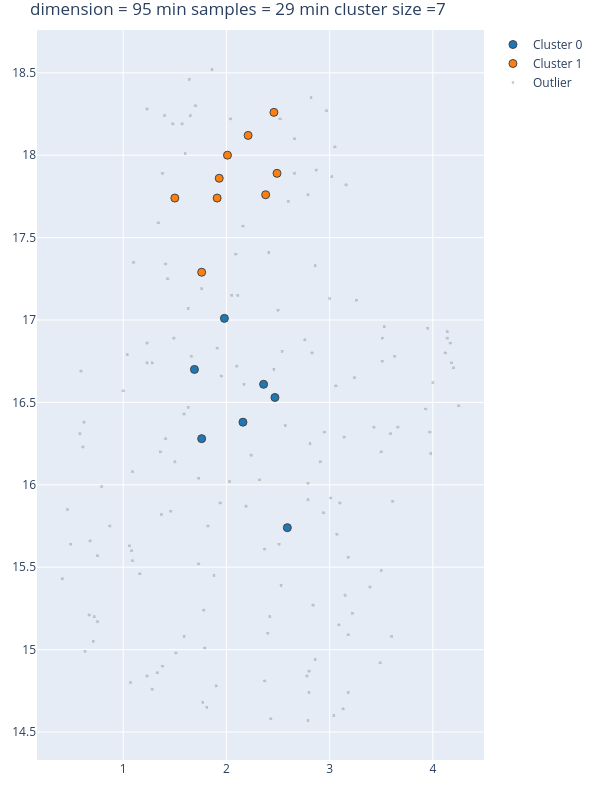 dimension = 95 min samples = 29 min cluster size =7
Cluster 0
Cluster 1
Outlier
18.5
18
17.5
17
16.5
16
15.5
15
14.5
1 2 3 4